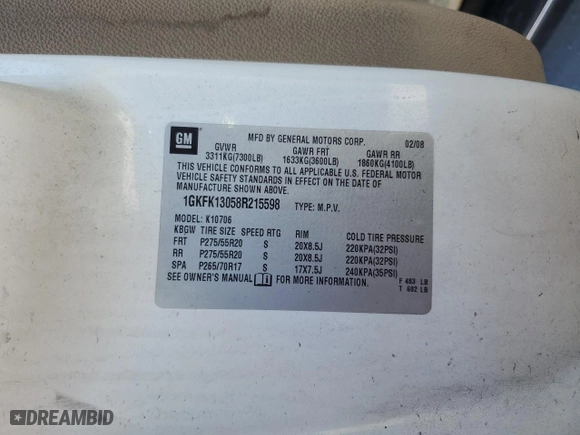 GM
MFD BY GENERAL MOTORS CORP. 02/08
GVWR GAWR FRT GAWR RR
3311KG(7300LB) 1633KG(3600LB) 1860KG(4100LB)
THIS VEHICLE CONFORMS TO ALL APPLICABLE U.S. FEDERAL MOTOR
VEHICLE SAFETY STANDARDS IN EFFECT ON THE DATE OF
MANUFACTURE SHOWN ABOVE.
1GKFK13058R215598 TYPE: M.P.V.
MODEL: K10706
KBGW TIRE SIZE SPEED RTG RIM COLD TIRE PRESSURE
FRT P275/55R20 S 20X8.5J 220KPA(32PSI)
RR P275/55R20 S 20X8.5J 220KPA(32PSI)
SPA P265/70R17 S 17X7.5J 240KPA(35PSI)
SEE OWNER'S MANUAL FOR MORE INFORMATION.
F 483 LB
T 602 LB
DREAMBID